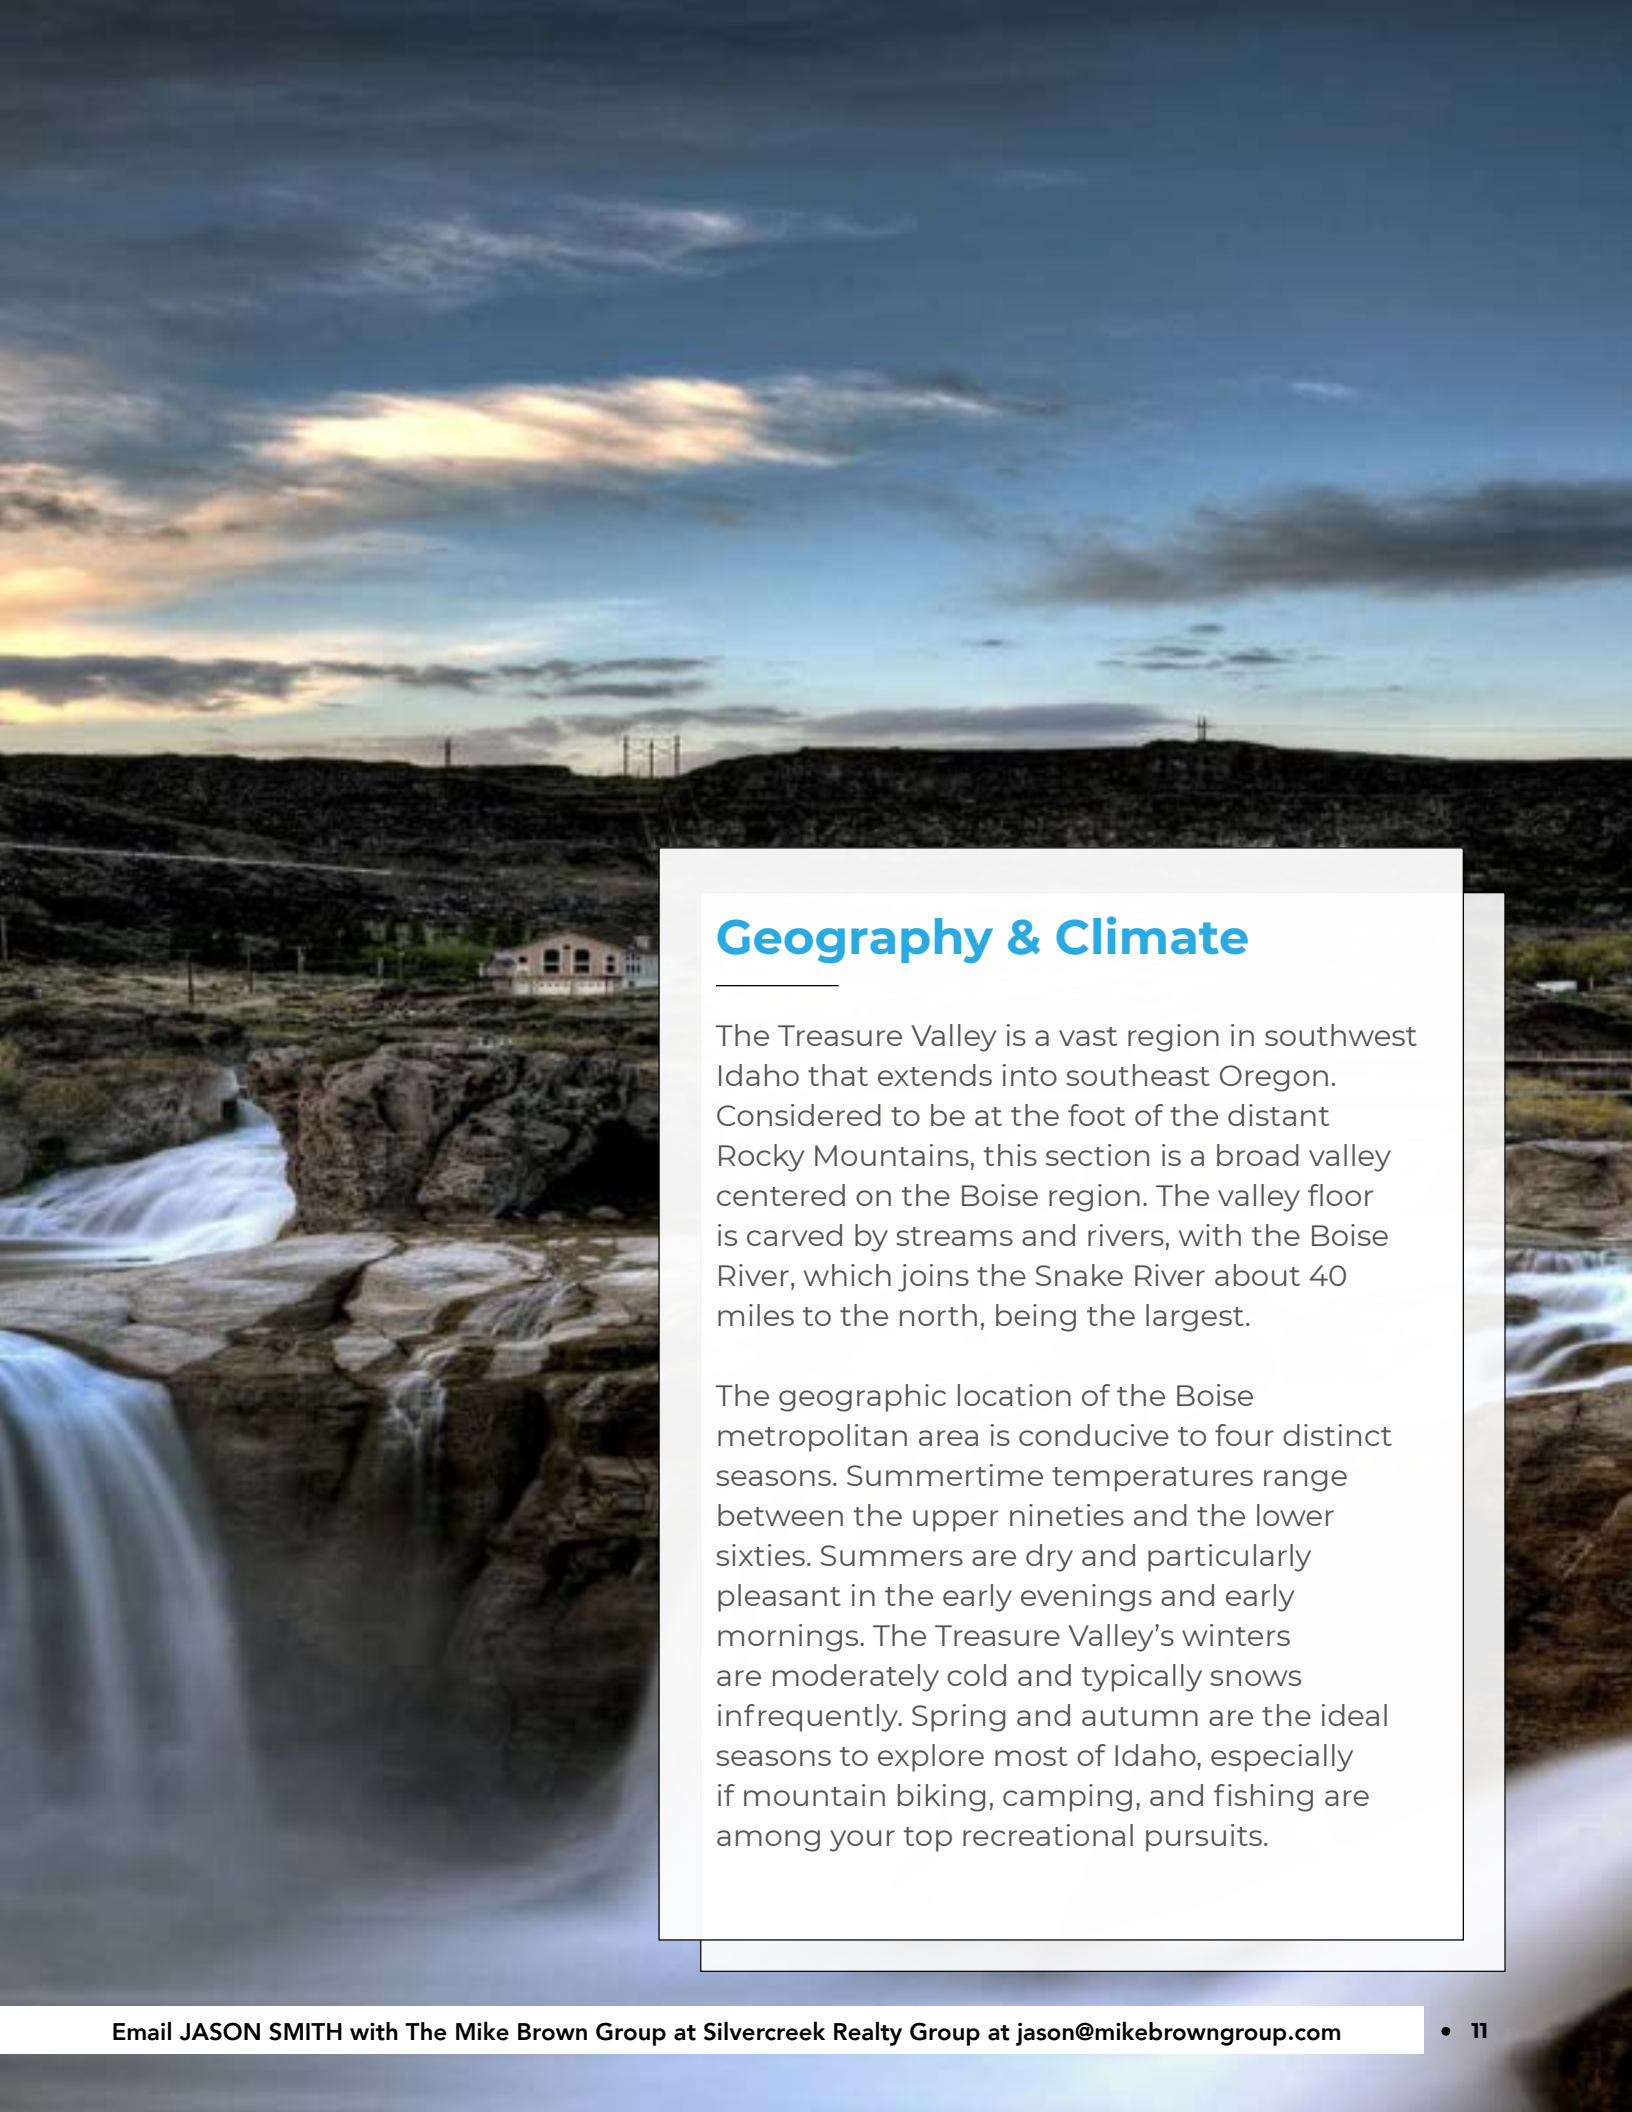 Geography & Climate
The Treasure Valley is a vast region in southwest
Idaho that extends into southeast Oregon.
Considered to be at the foot of the distant
Rocky Mountains, this section is a broad valley
centered on the Boise region. The valley floor
is carved by streams and rivers, with the Boise
River, which joins the Snake River about 40
miles to the north, being the largest.
The geographic location of the Boise
metropolitan area is conducive to four distinct
seasons. Summertime temperatures range
between the upper nineties and the lower
sixties. Summers are dry and particularly
pleasant in the early evenings and early
mornings. The Treasure Valley’s winters
are moderately cold and typically snows
infrequently. Spring and autumn are the ideal
seasons to explore most of Idaho, especially
if mountain biking, camping, and fishing are
among your top recreational pursuits.
Email JASON SMITH with The Mike Brown Group at Silvercreek Realty Group at jason@mikebrowngroup.com • 11